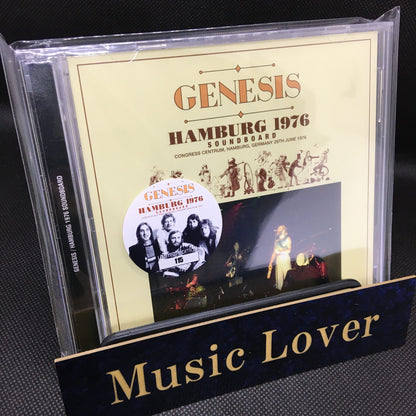 GENESIS
HAMBURG 1976
SOUNDBOARD
CONGRESS CENTRUM, HAMBURG, GERMANY 29TH JUNE 1976
GENESIS / HAMBURG 1976 SOUNDBOARD
GENESIS
HAMBURG 1976
SOUNDBOARD
115
Music Lover